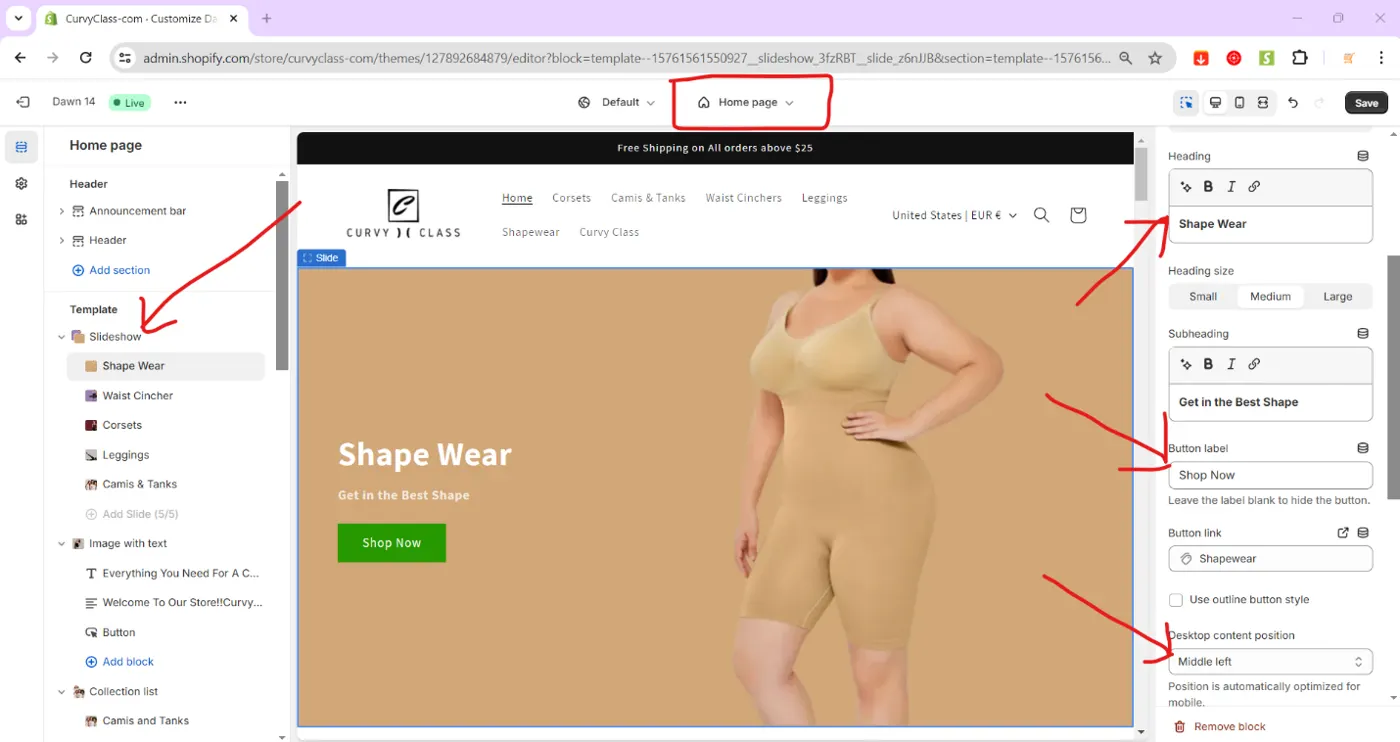 CurvyClass-com · Customize Da
admin.shopify.com/store/curvyclass-com/themes/127892684879/editor?block=template--15761561550927__slideshow_3fzRBT__slide_z6nJJB&section=template--1576156...
Dawn 14
Live
Default
Home page
Save
Home page
Header
Announcement bar
Header
Add section
Template
Slideshow
Shape Wear
Waist Cincher
Corsets
Leggings
Camis & Tanks
Add Slide (5/5)
Image with text
Everything You Need For A C...
Welcome To Our Store!!Curvy...
Button
Add block
Collection list
Camis and Tanks
Free Shipping on All orders above $25
C
CURVY CLASS
Home Corsets Camis & Tanks Waist Cinchers Leggings
Shapewear Curvy Class
United States | EUR €
Slide
Shape Wear
Get in the Best Shape
Shop Now
Heading
B I
Shape Wear
Heading size
Small Medium Large
Subheading
B I
Get in the Best Shape
Button label
Shop Now
Leave the label blank to hide the button.
Button link
Shapewear
Use outline button style
Desktop content position
Middle left
Position is automatically optimized for
mobile.
Remove block